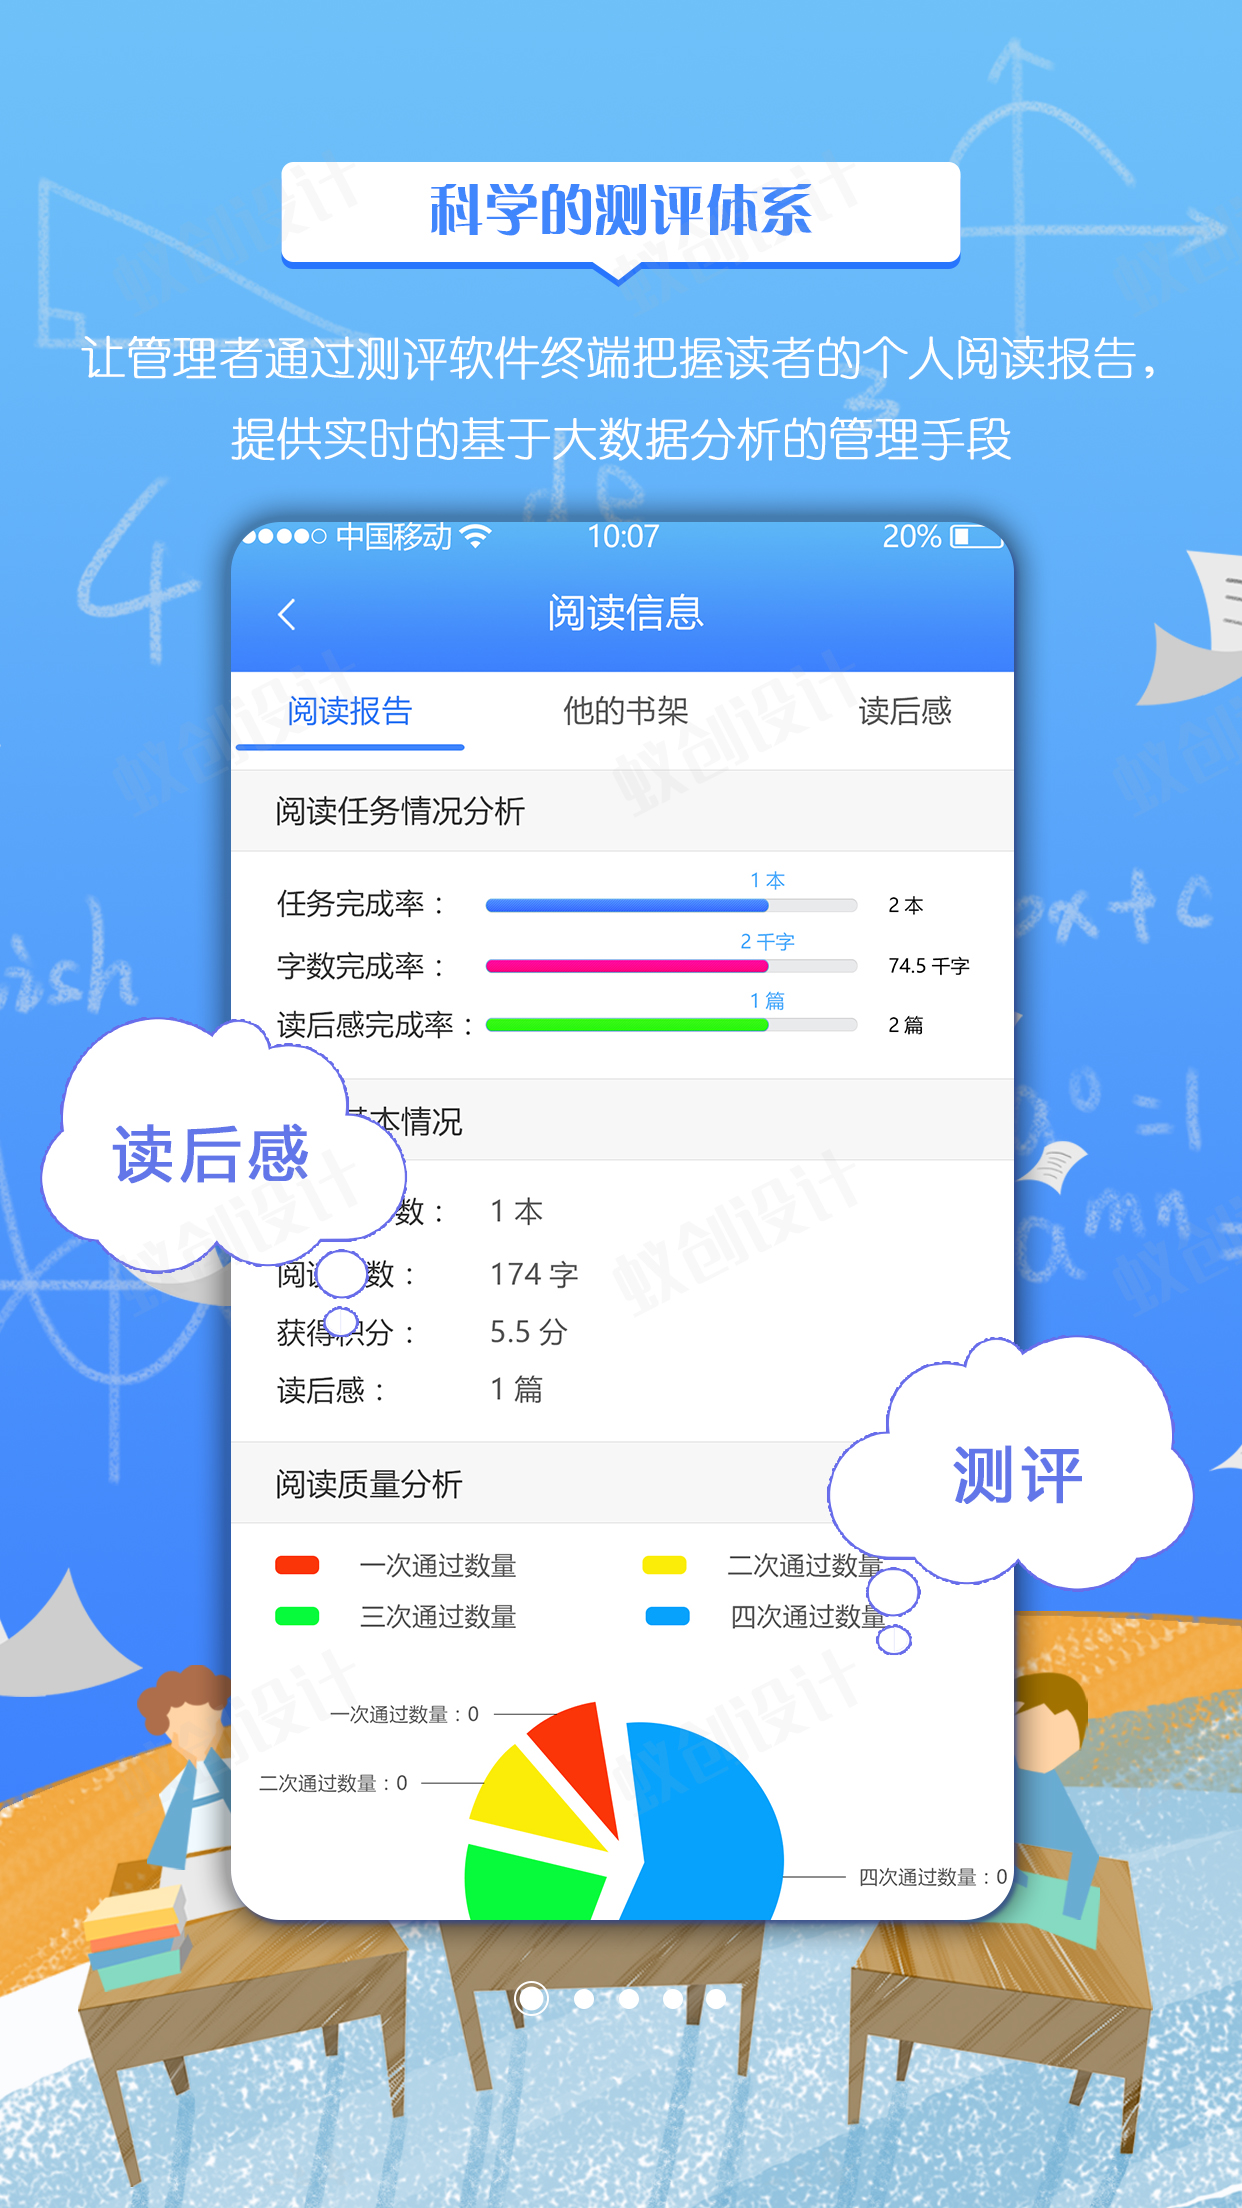 科学的测评体系
让管理者通过测评软件终端把握读者的个人阅读报告，
提供实时的基于大数据分析的管理手段
4
3
de
中国移动 10:07 20%
阅读信息
阅读报告 他的书架 读后感
阅读任务情况分析
1 本
任务完成率： 2 本
2 千字
字数完成率： 74.5 千字
1 篇
读后感完成率： 2 篇
本情况
读后感
数： 1 本
阅 数： 174 字
获得积分： 5.5 分
读后感： 1 篇
测评
阅读质量分析
一次通过数量 二次通过数量
三次通过数量 四次通过数量
一次通过数量：0
二次通过数量：0
四次通过数量：0
蚁创设计